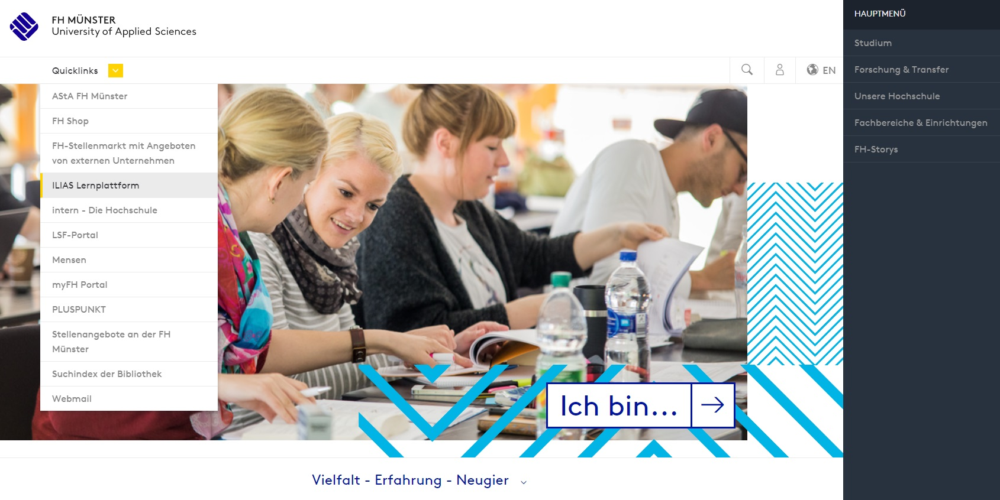 FH MÜNSTER
University of Applied Sciences
Quicklinks
EN
AStA FH Münster
FH Shop
FH-Stellenmarkt mit Angeboten
von externen Unternehmen
ILIAS Lernplattform
intern - Die Hochschule
LSF-Portal
Mensen
myFH Portal
PLUSPUNKT
Stellenangebote an der FH
Münster
Suchindex der Bibliothek
Webmail
Ich bin...
Vielfalt - Erfahrung - Neugier
HAUPTMENÜ
Studium
Forschung & Transfer
Unsere Hochschule
Fachbereiche & Einrichtungen
FH-Storys